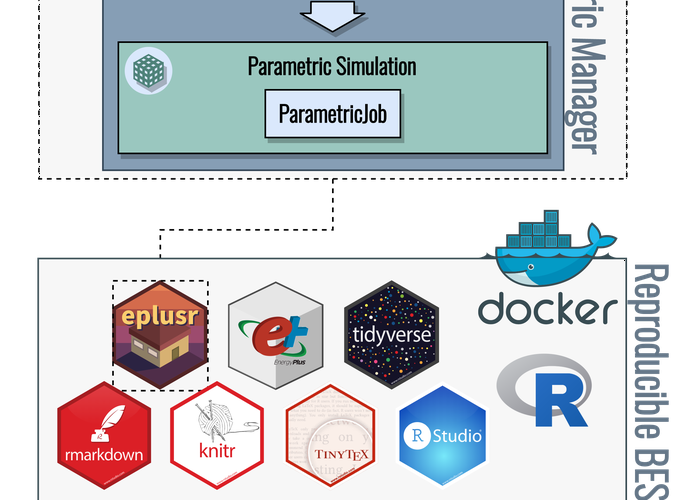 ric Manager
Parametric Simulation
ParametricJob
docker
Reproducible BES
eplusr
e+
EnergyPlus
tidyverse
R
rmarkdown
knitr
TINYTEX
R Studio